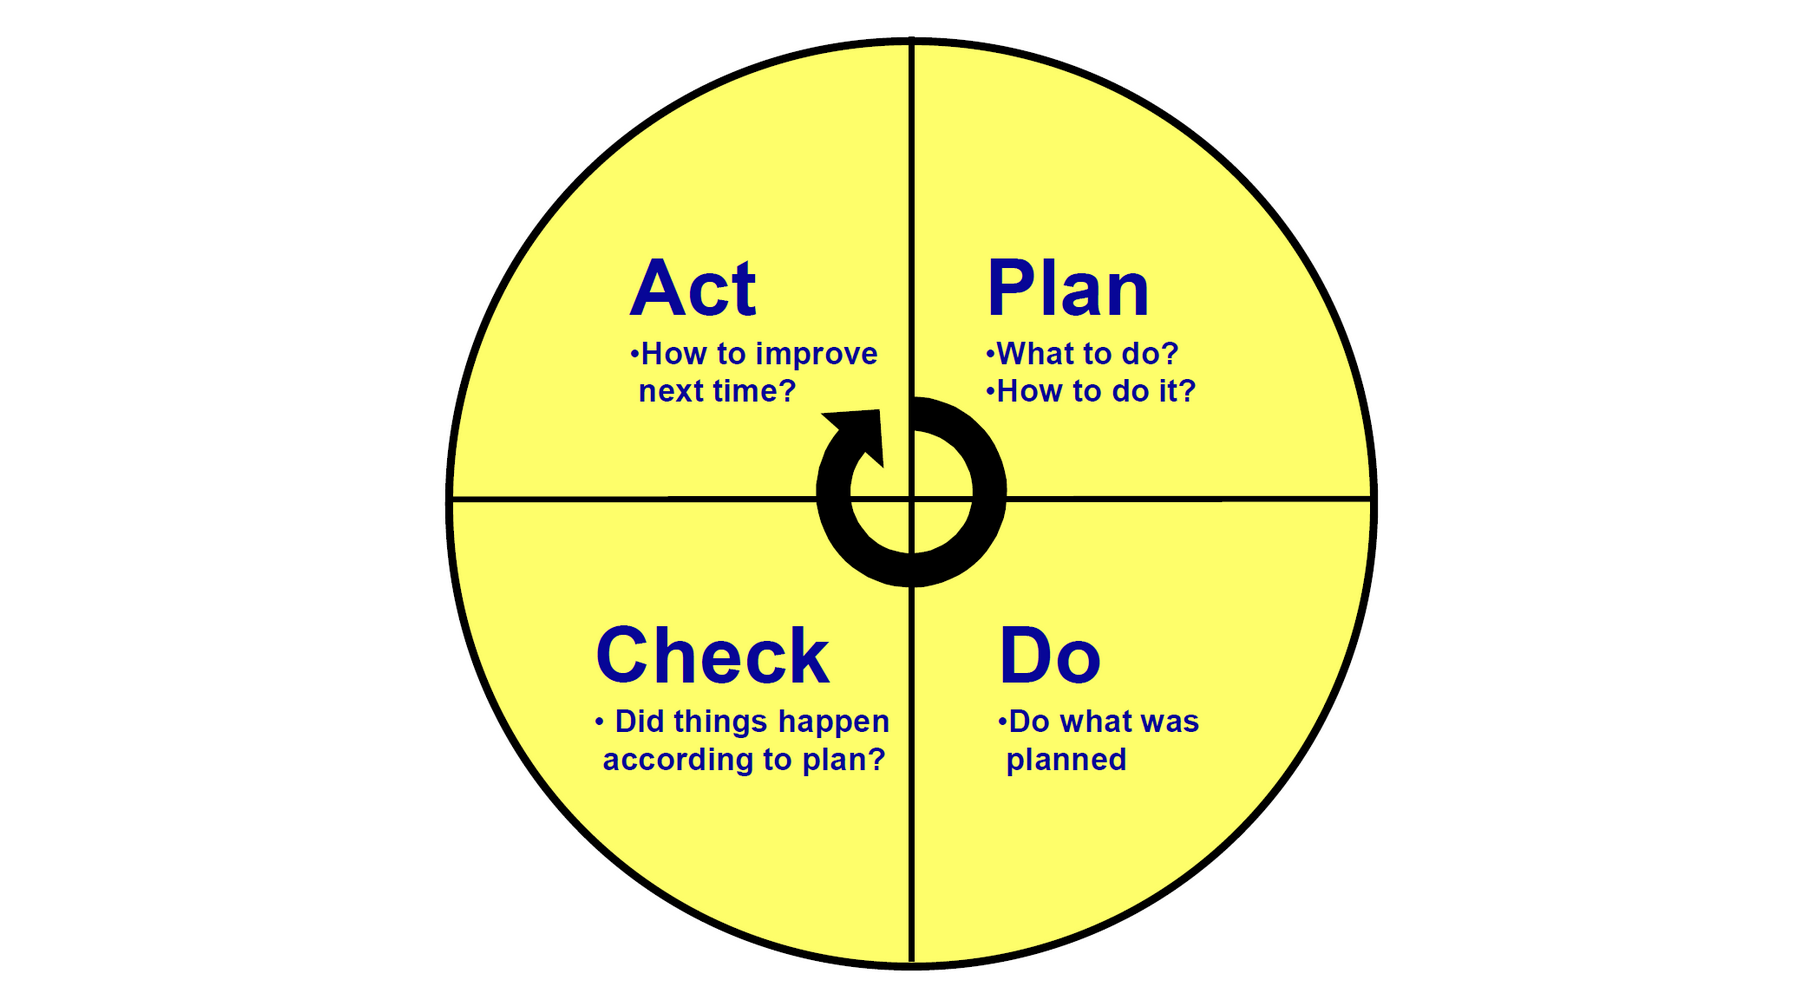 Act
•How to improve
next time?
Plan
•What to do?
•How to do it?
Check
• Did things happen
according to plan?
Do
•Do what was
planned